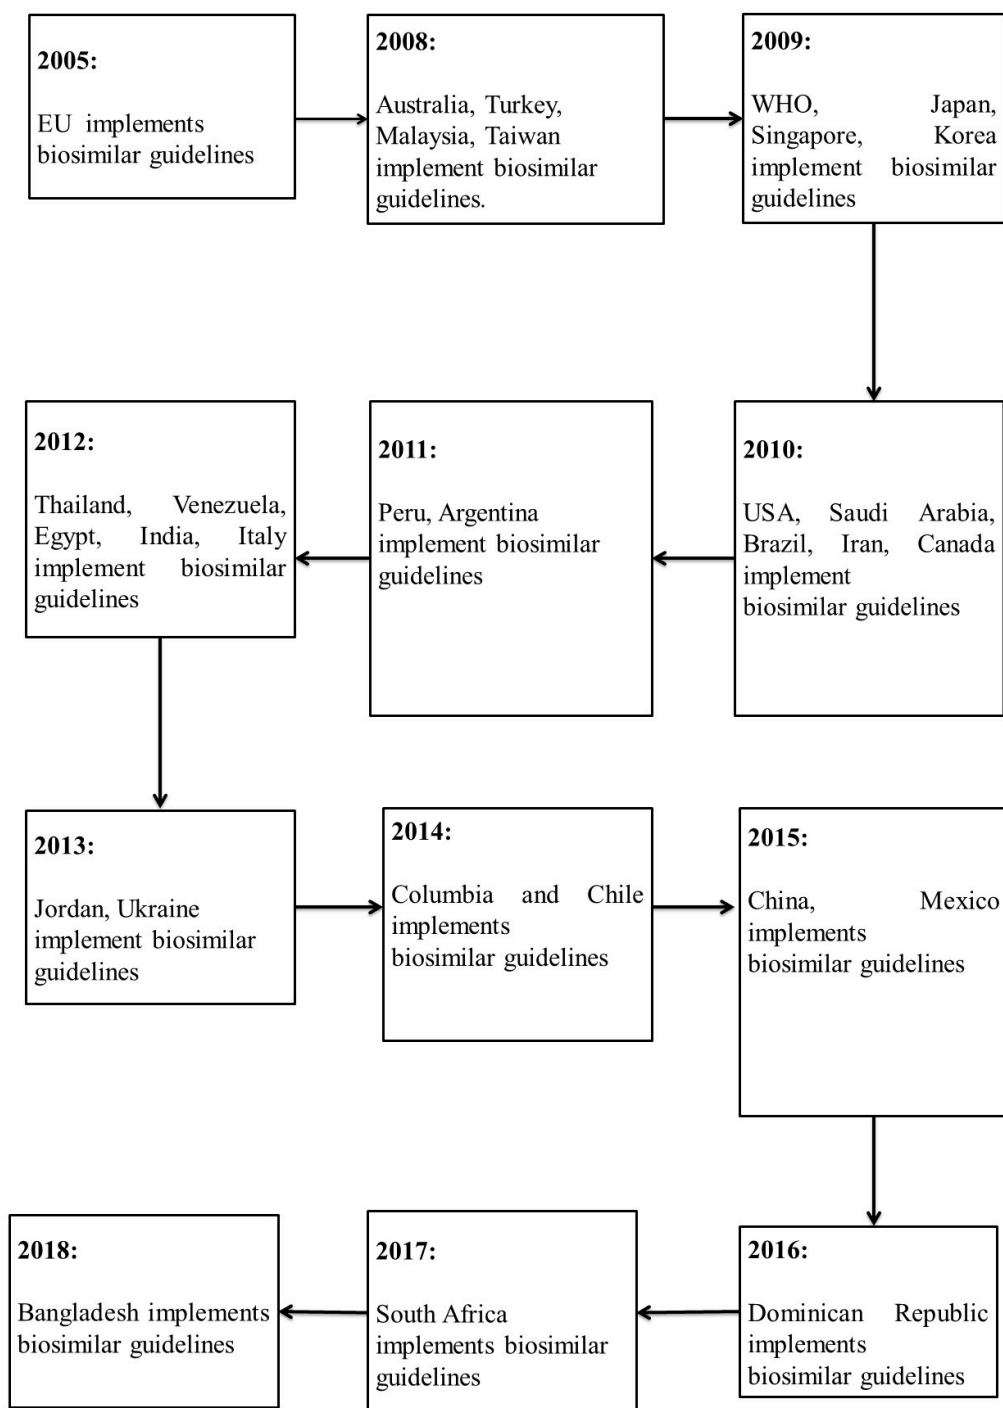 2005:
EU implements
biosimilar guidelines
2008:
Australia, Turkey,
Malaysia, Taiwan
implement biosimilar
guidelines.
2009:
WHO, Japan,
Singapore, Korea
implement biosimilar
guidelines
2010:
USA, Saudi Arabia,
Brazil, Iran, Canada
implement
biosimilar guidelines
2011:
Peru, Argentina
implement biosimilar
guidelines
2012:
Thailand, Venezuela,
Egypt, India, Italy
implement biosimilar
guidelines
2013:
Jordan, Ukraine
implement biosimilar
guidelines
2014:
Columbia and Chile
implements
biosimilar guidelines
2015:
China, Mexico
implements
biosimilar guidelines
2016:
Dominican Republic
implements
biosimilar guidelines
2017:
South Africa
implements biosimilar
guidelines
2018:
Bangladesh implements
biosimilar guidelines